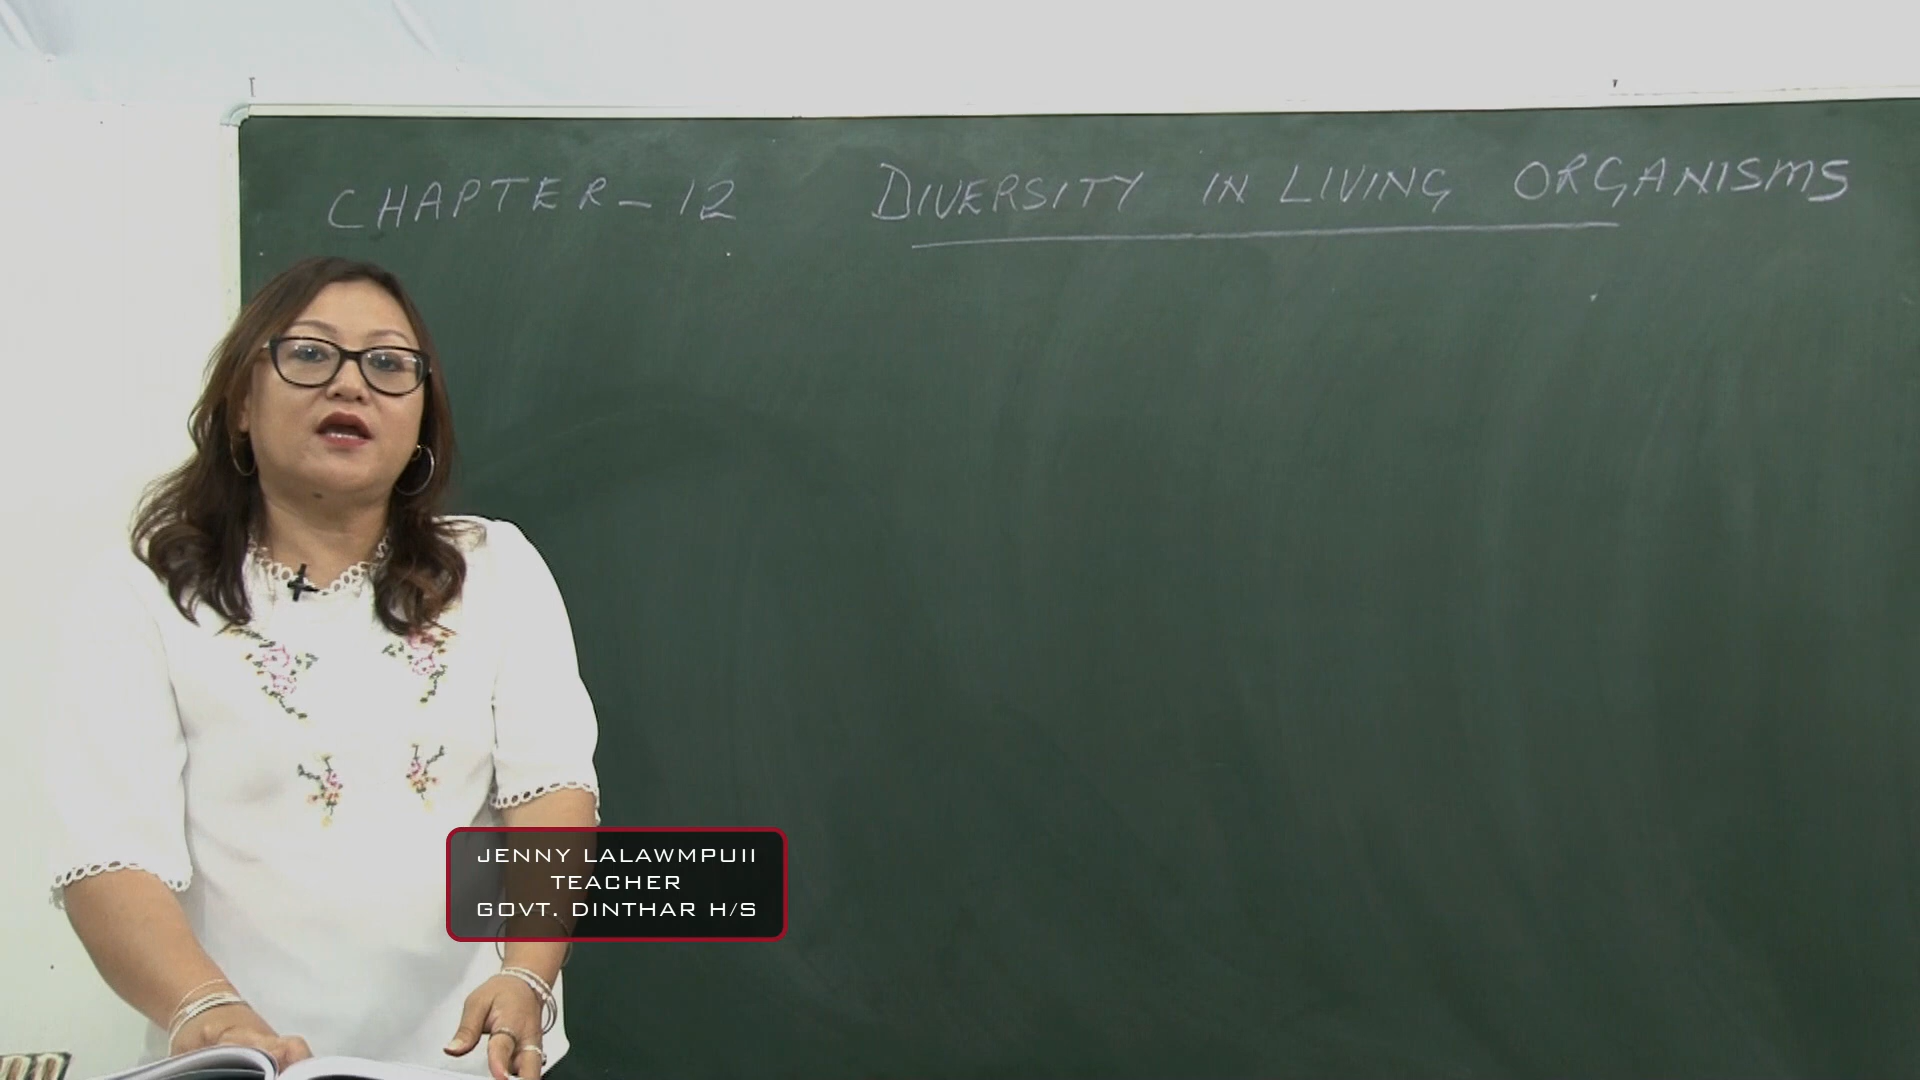 CHAPTER - 12 DIVERSITY IN LIVING ORGANISMS
JENNY LALAWMPUII
TEACHER
GOVT. DINTHAR H/S